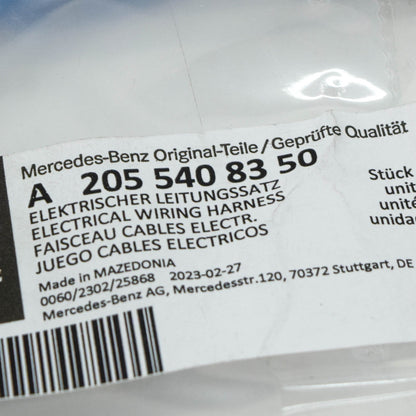 Mercedes-Benz Original-Teile / Geprüfte Qualität
A 205 540 83 50
ELEKTRISCHER LEITUNGSSATZ
ELECTRICAL WIRING HARNESS
FAISCEAU CABLES ELECTR.
JUEGO CABLES ELECTRICOS
Stück
unit
unité
unida
Made in MAZEDONIA
0060/2302/25868 2023-02-27
Mercedes-Benz AG, Mercedesstr.120, 70372 Stuttgart, DE